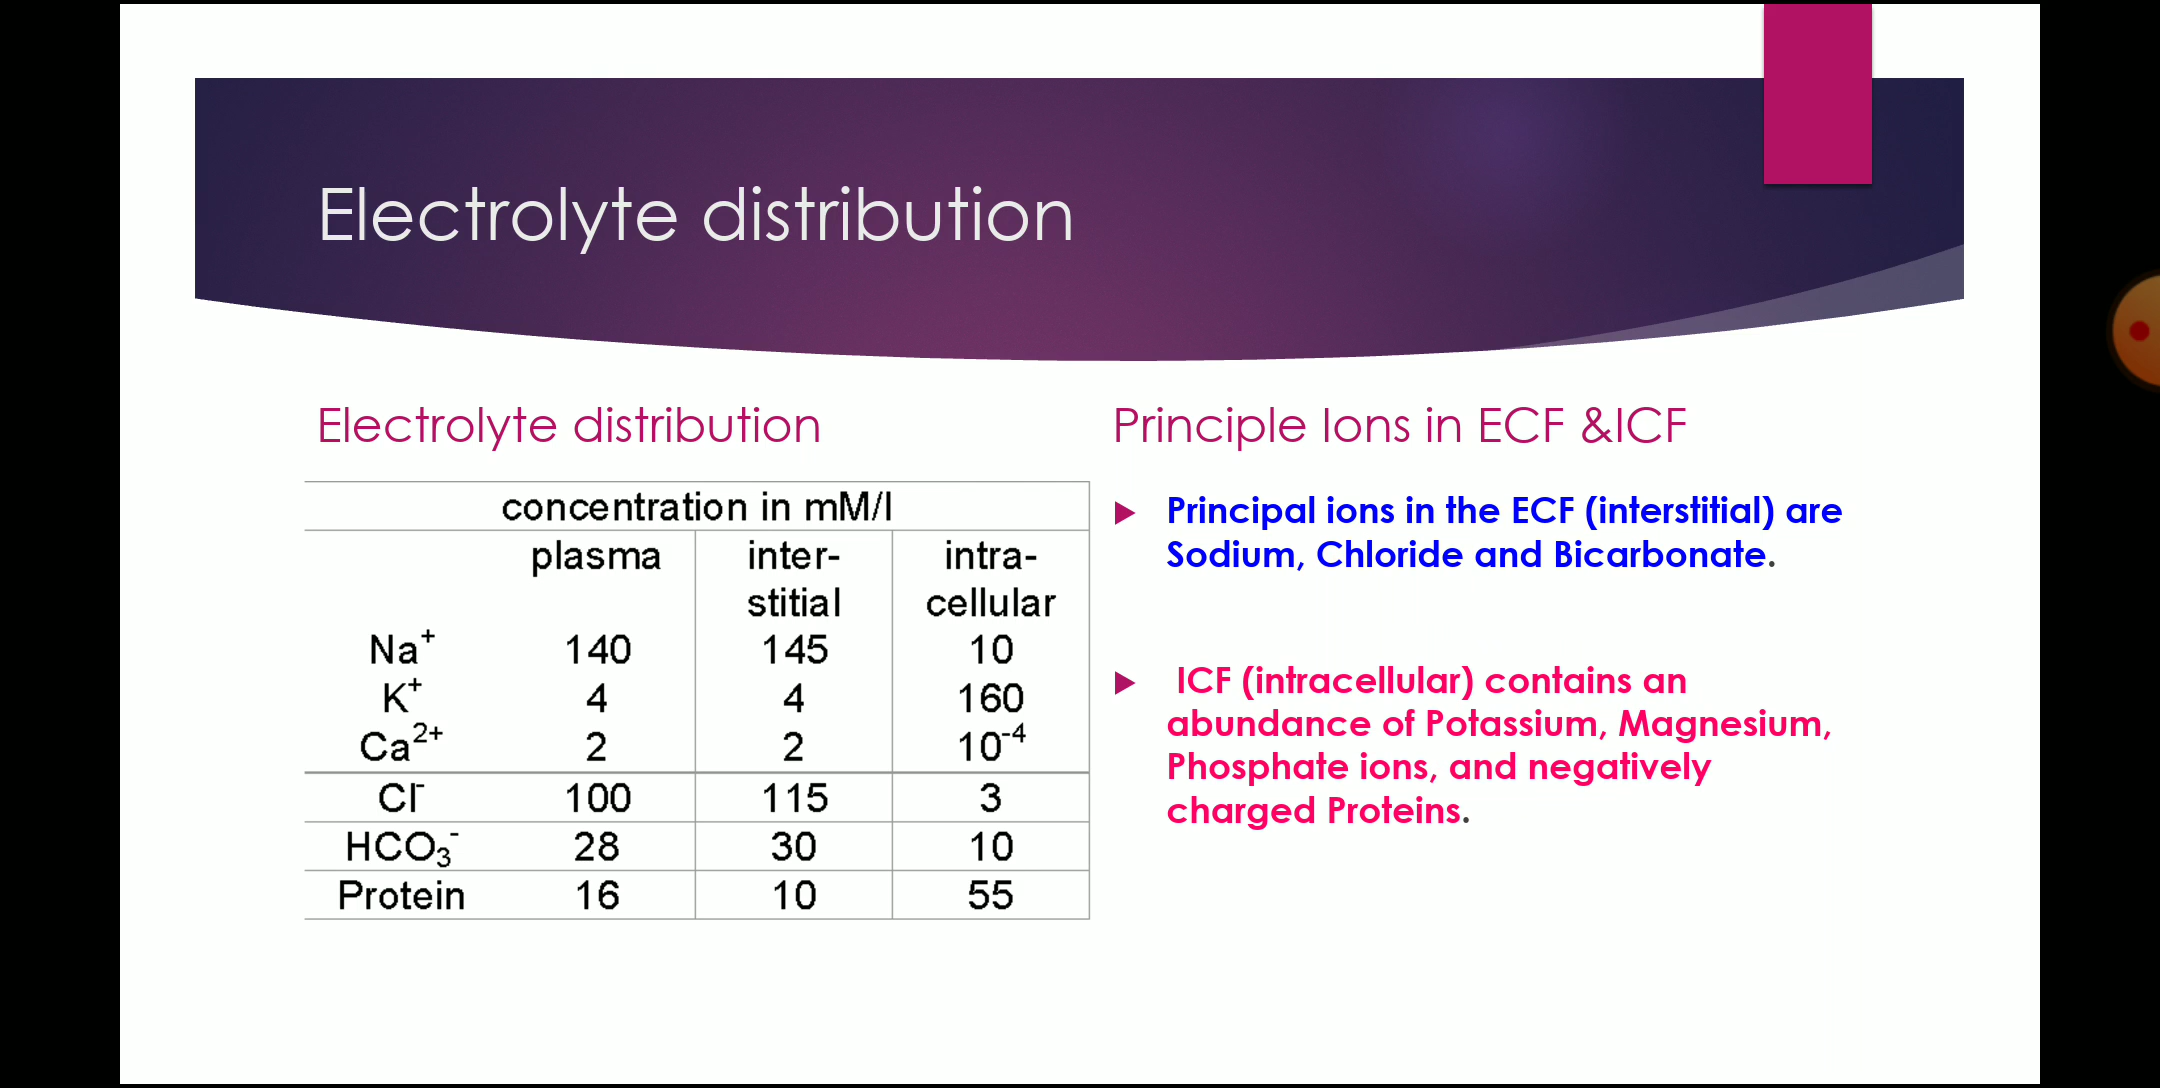 Electrolyte distribution
Electrolyte distribution
concentration in mM/l
plasma inter- intra-
stitial cellular
Na⁺ 140 145 10
K⁺ 4 4 160
Ca²⁺ 2 2 10⁻⁴
Cl⁻ 100 115 3
HCO₃⁻ 28 30 10
Protein 16 10 55
Principle Ions in ECF &ICF
Principal ions in the ECF (interstitial) are
Sodium, Chloride and Bicarbonate.
ICF (intracellular) contains an
abundance of Potassium, Magnesium,
Phosphate ions, and negatively
charged Proteins.